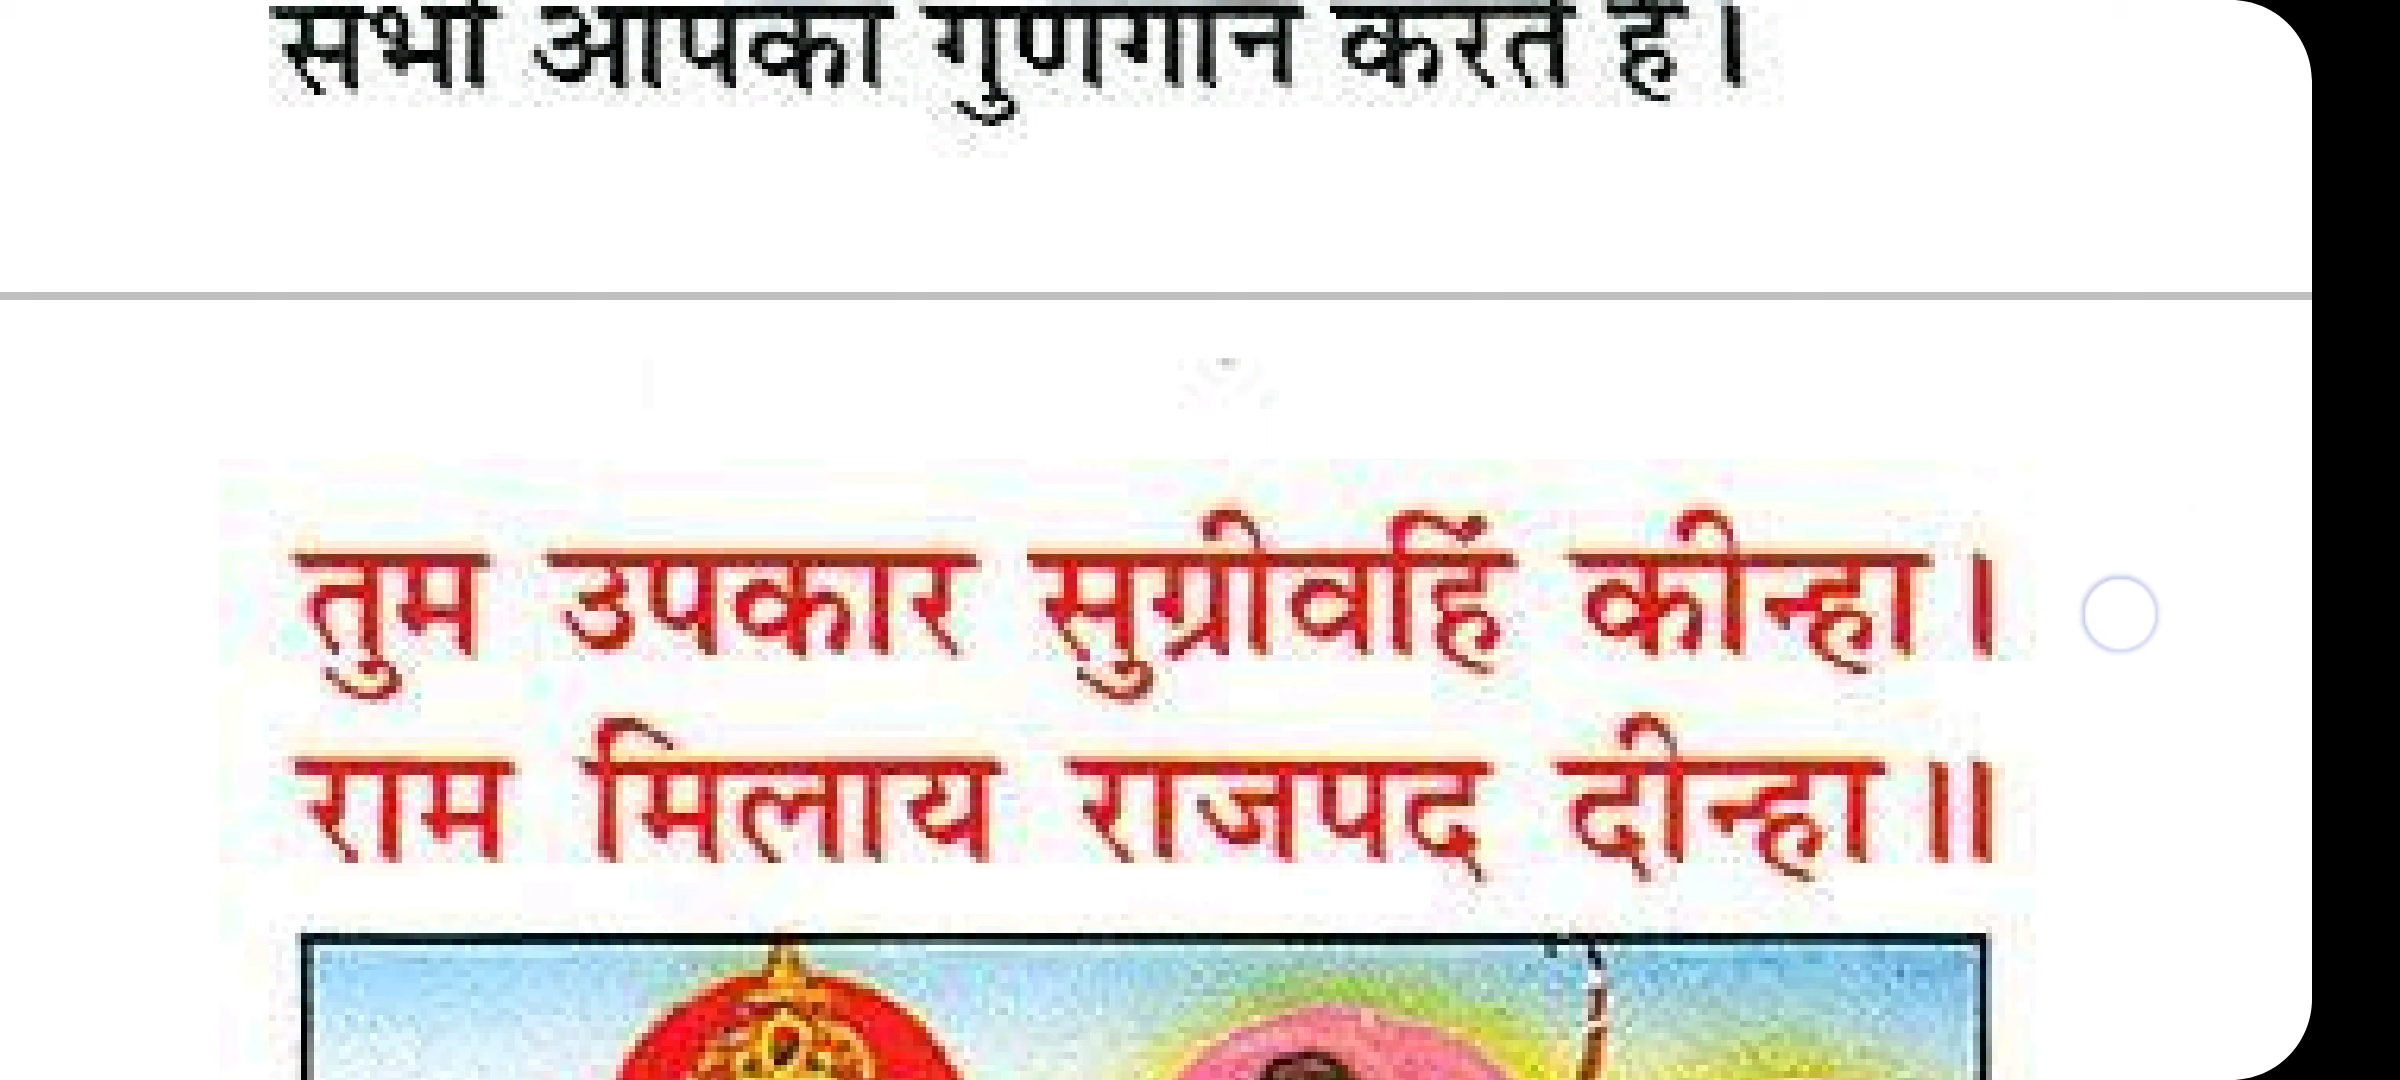 सभी आपका गुणगान करते हैं।
तुम उपकार सुग्रीवहिं कीन्हा।
राम मिलाय राजपद दीन्हा॥